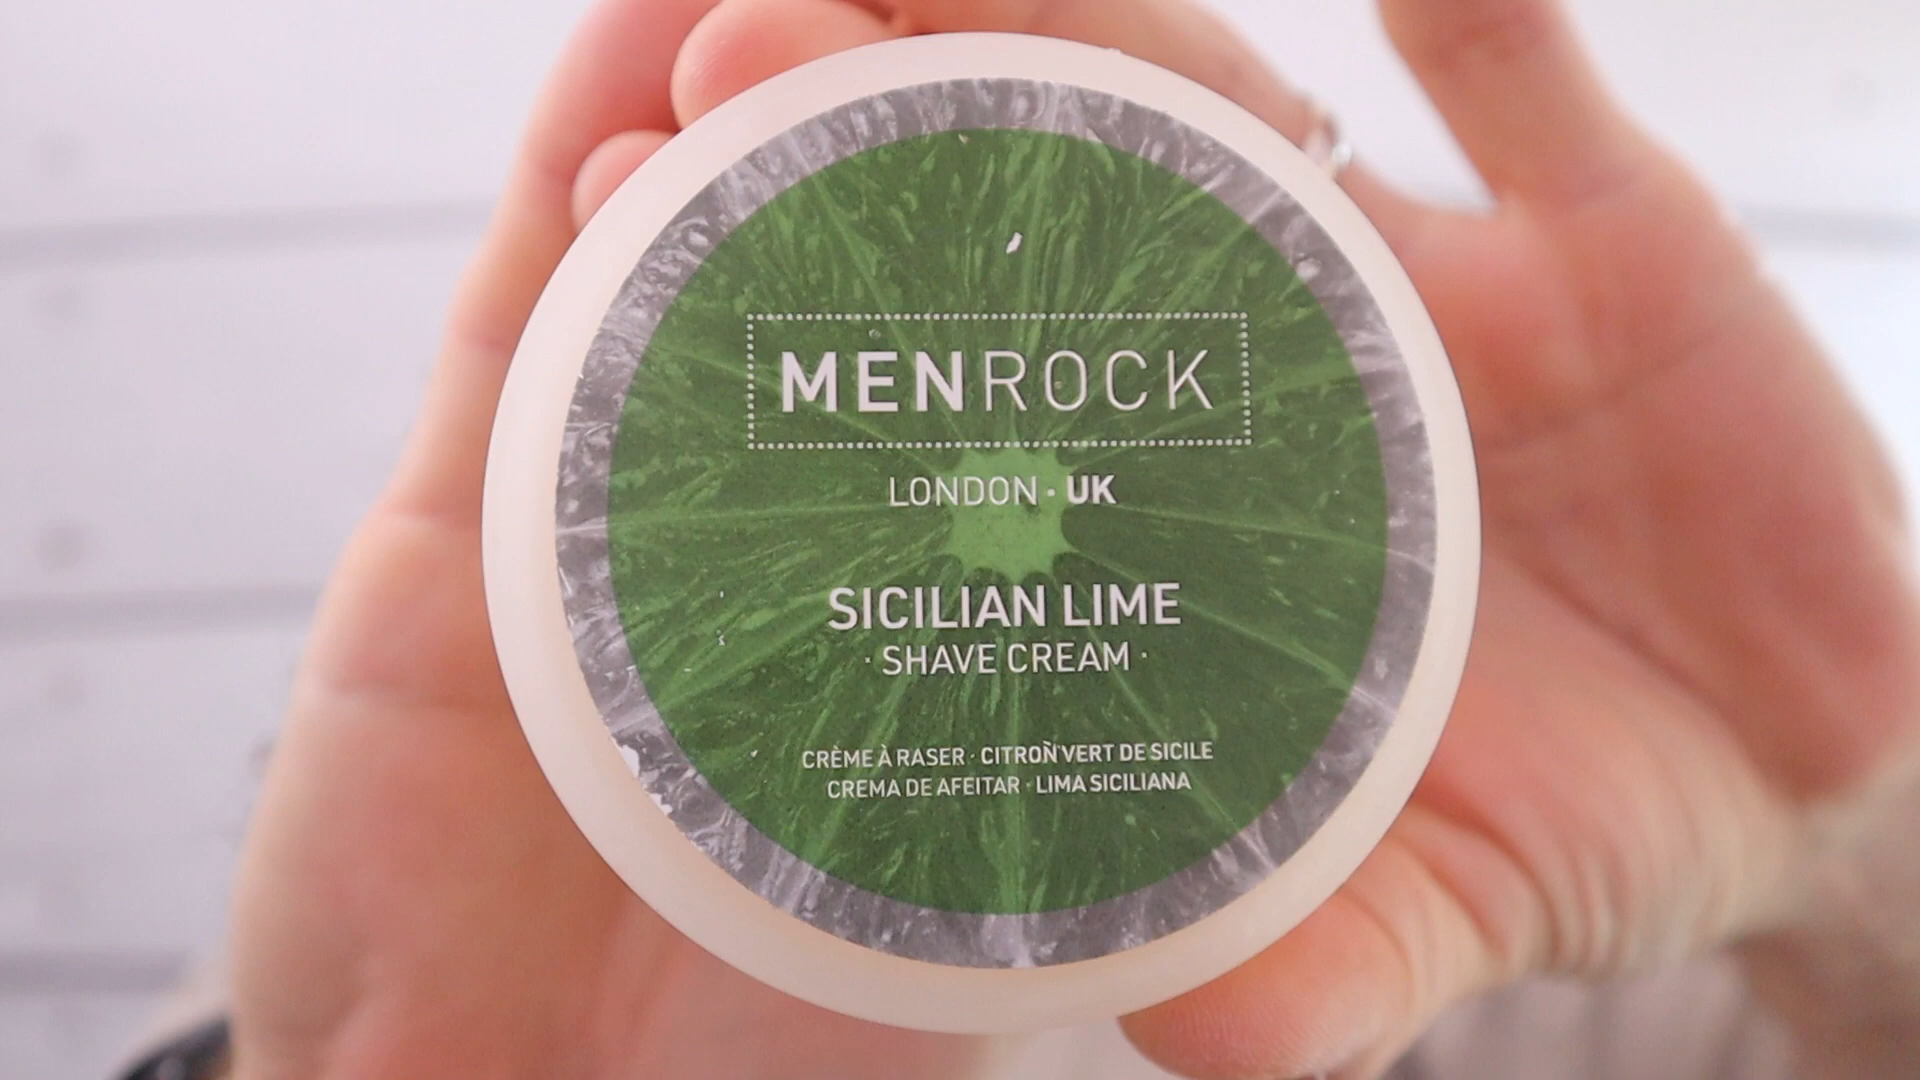 MENROCK
LONDON · UK
SICILIAN LIME
· SHAVE CREAM ·
CRÈME À RASER · CITRON VERT DE SICILE
CREMA DE AFEITAR · LIMA SICILIANA